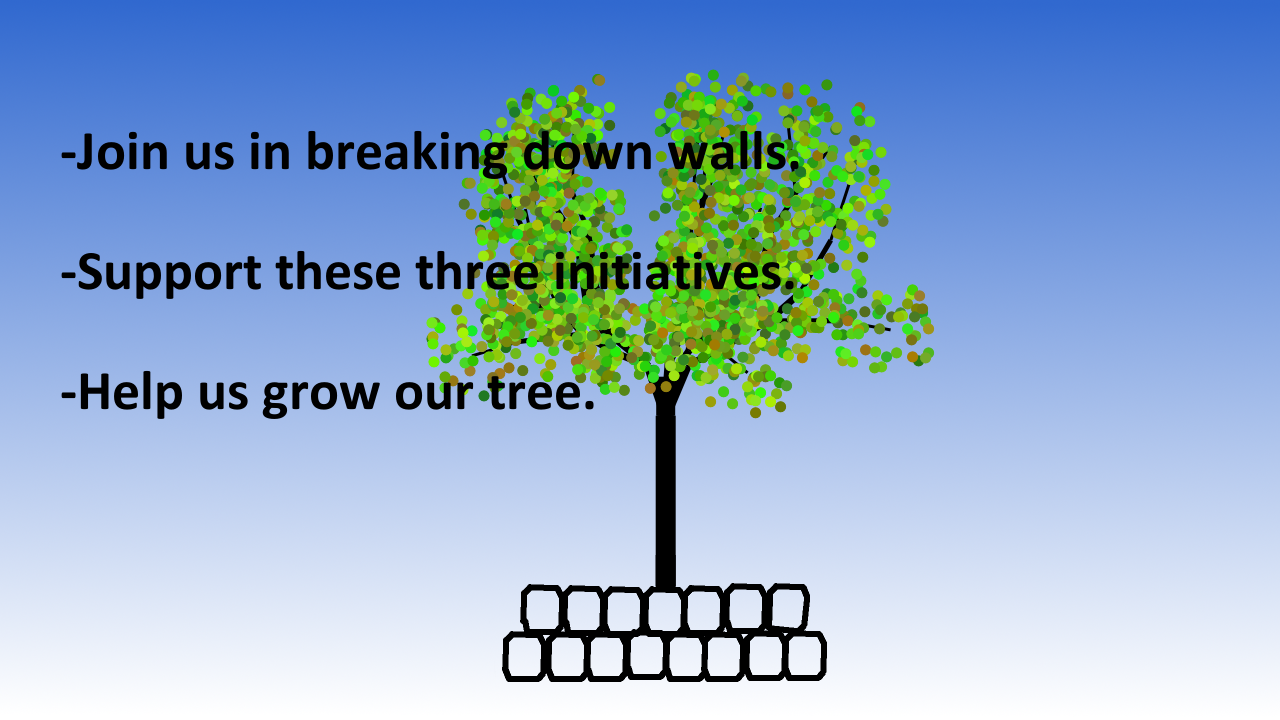 -Join us in breaking down walls.
-Support these three initiatives.
-Help us grow our tree.